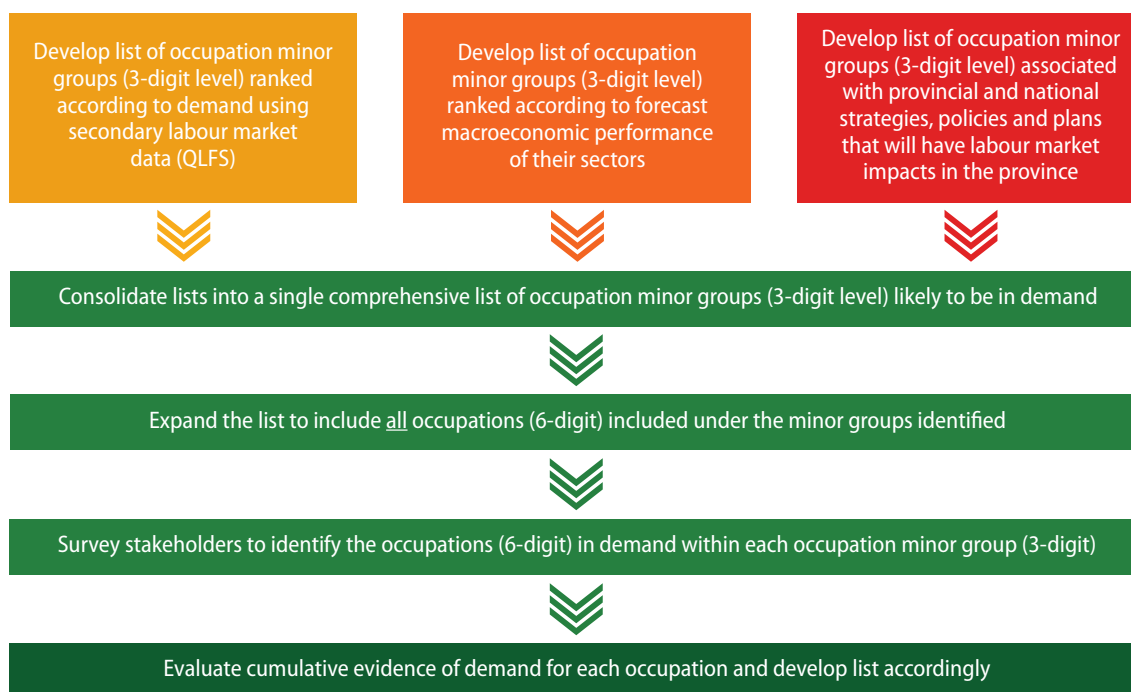 Develop list of occupation minor
groups (3-digit level) ranked
according to demand using
secondary labour market
data (QLFS)
Develop list of occupation
minor groups (3-digit level)
ranked according to forecast
macroeconomic performance
of their sectors
Develop list of occupation minor
groups (3-digit level) associated
with provincial and national
strategies, policies and plans
that will have labour market
impacts in the province
Consolidate lists into a single comprehensive list of occupation minor groups (3-digit level) likely to be in demand
Expand the list to include all occupations (6-digit) included under the minor groups identified
Survey stakeholders to identify the occupations (6-digit) in demand within each occupation minor group (3-digit)
Evaluate cumulative evidence of demand for each occupation and develop list accordingly